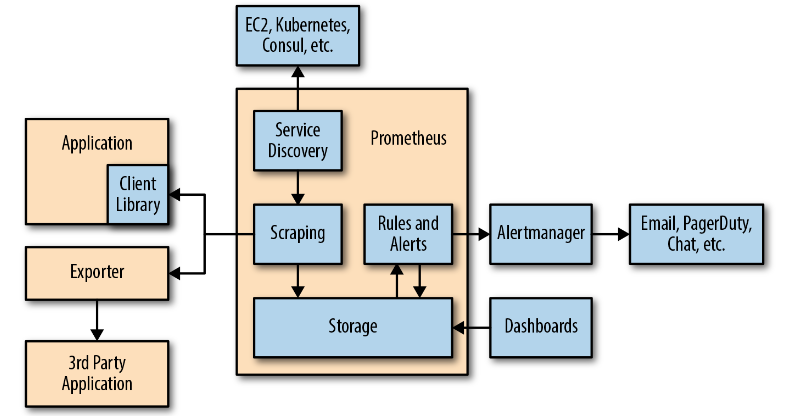 EC2, Kubernetes,
Consul, etc.
Service
Discovery
Prometheus
Application
Client
Library
Scraping
Rules and
Alerts
Alertmanager
Email, PagerDuty,
Chat, etc.
Exporter
Storage
Dashboards
3rd Party
Application